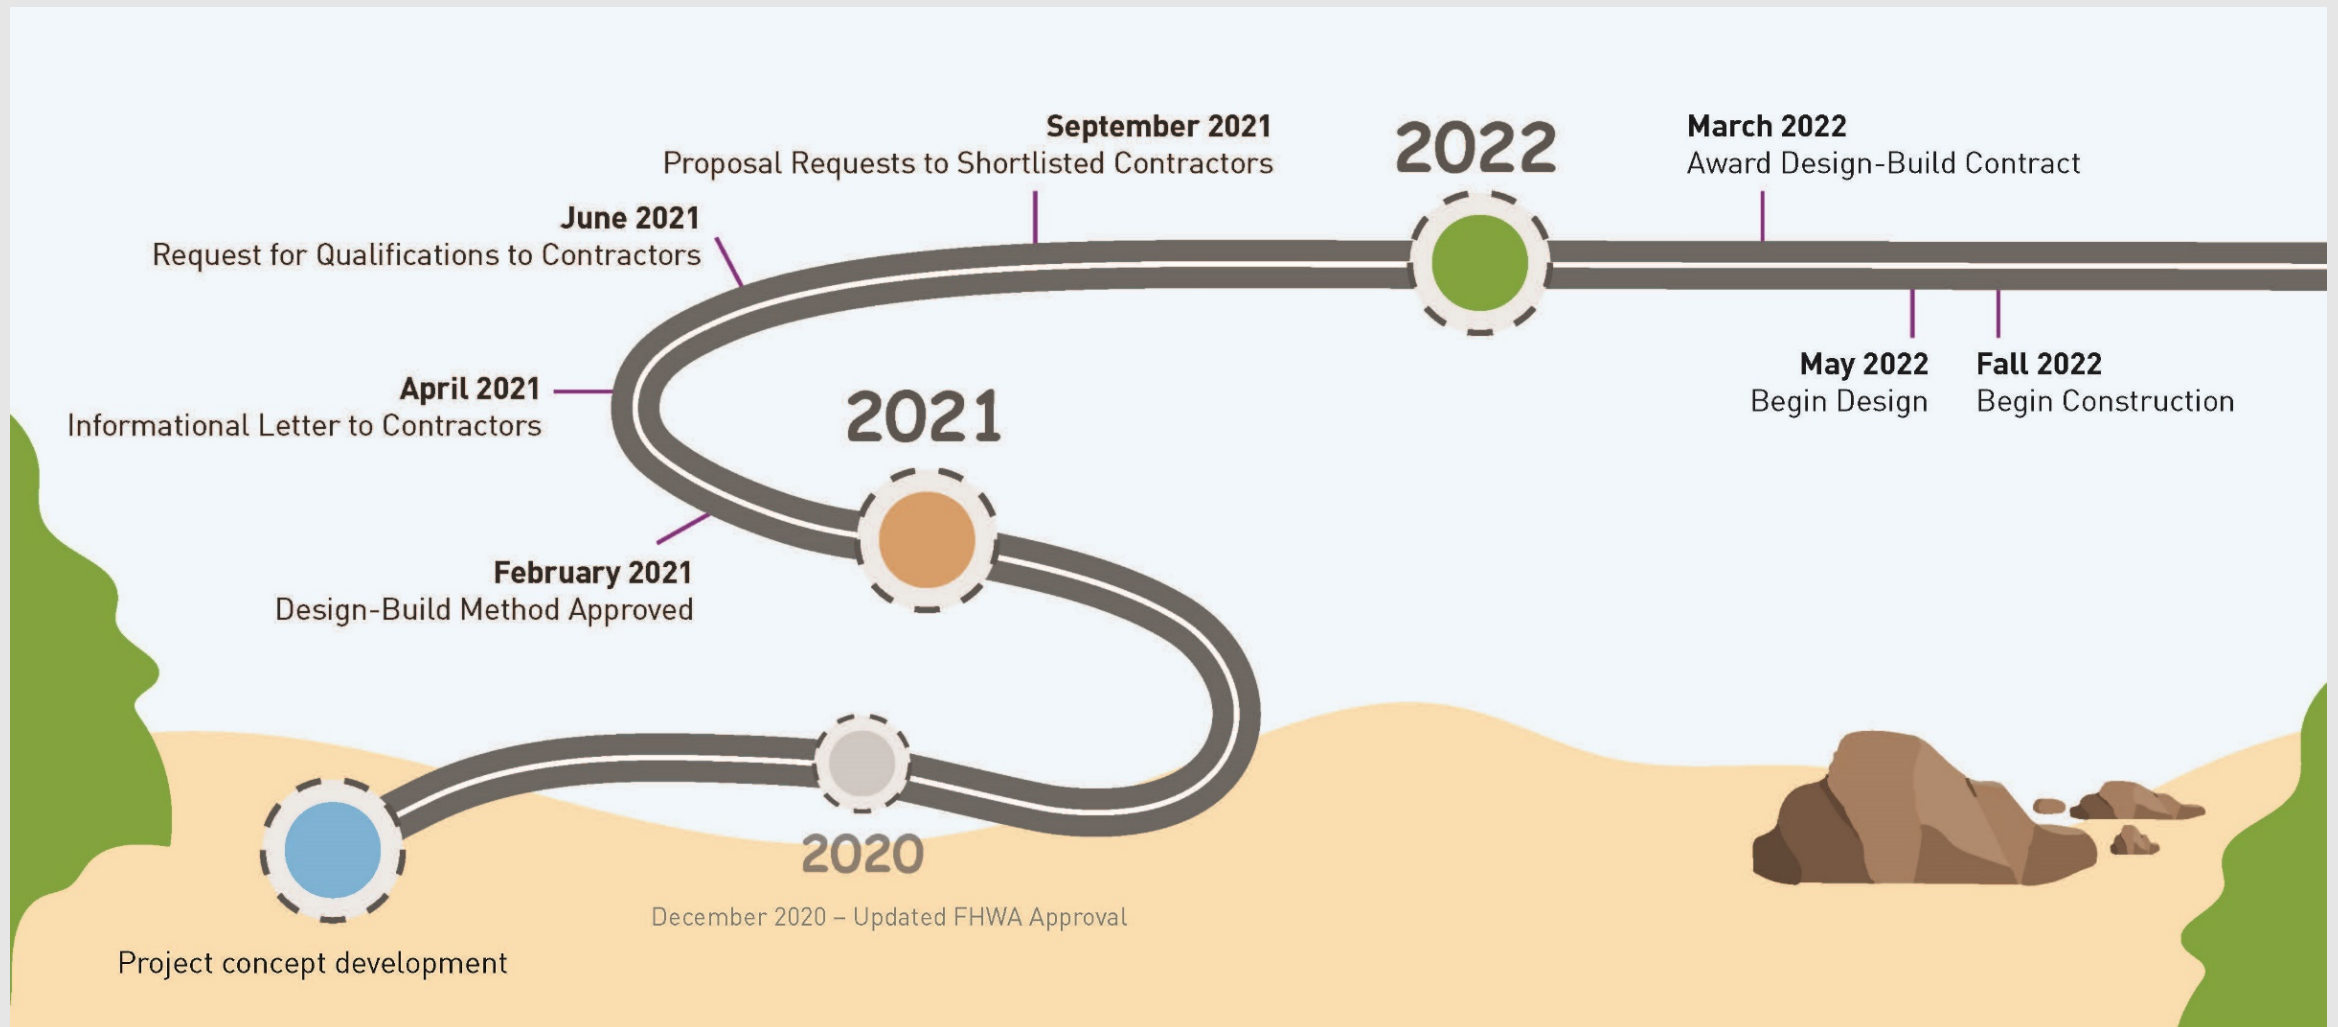 September 2021
Proposal Requests to Shortlisted Contractors
2022
March 2022
Award Design-Build Contract
June 2021
Request for Qualifications to Contractors
May 2022
Begin Design
Fall 2022
Begin Construction
April 2021
Informational Letter to Contractors
2021
February 2021
Design-Build Method Approved
2020
December 2020 – Updated FHWA Approval
Project concept development